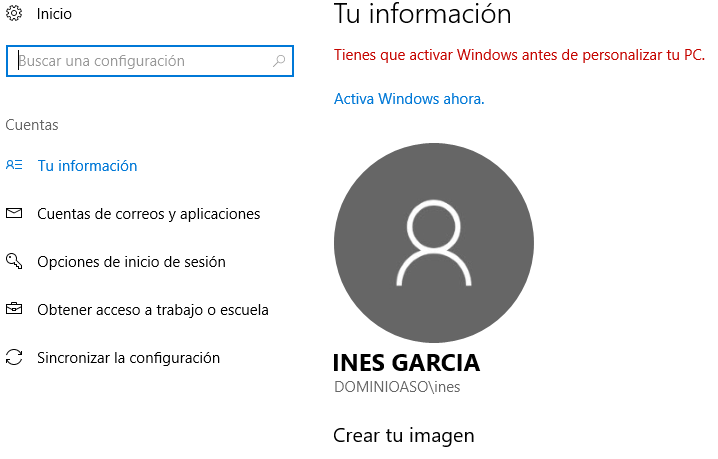 Inicio
Buscar una configuración
Cuentas
Tu información
Cuentas de correos y aplicaciones
Opciones de inicio de sesión
Obtener acceso a trabajo o escuela
Sincronizar la configuración
Tu información
Tienes que activar Windows antes de personalizar tu PC.
Activa Windows ahora.
INES GARCIA
DOMINIOASO\ines
Crear tu imagen